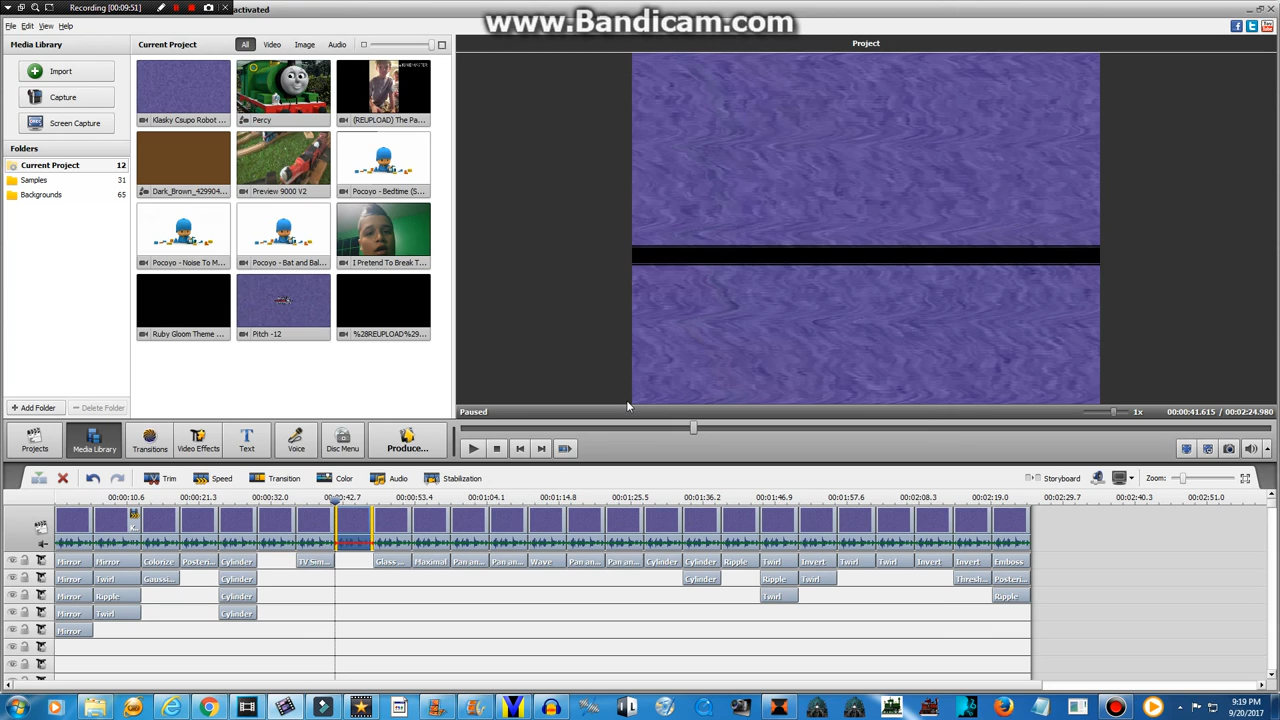 Recording [00:09:51]
activated
www.Bandicam.com
File Edit View Help
Media Library
Import
Capture
Screen Capture
Folders
Current Project 12
Samples 31
Backgrounds 65
Add Folder Delete Folder
Current Project All Video Image Audio
Klasky Csupo Robot ... Percy (REUPLOAD) The Pa...
Dark_Brown_429904... Preview 9000 V2 Pocoyo - Bedtime (S...
Pocoyo - Noise To M... Pocoyo - Bat and Bal... I Pretend To Break T...
Ruby Gloom Theme ... Pitch -12 %28REUPLOAD%29...
Project
Paused 1x 00:00:41.615 / 00:02:24.980
Projects Media Library Transitions Video Effects Text Voice Disc Menu Produce...
Trim Speed Transition Color Audio Stabilization Storyboard Zoom:
00:00:10.6 00:00:21.3 00:00:32.0 00:00:42.7 00:00:53.4 00:01:04.1 00:01:14.8 00:01:25.5 00:01:36.2 00:01:46.9 00:01:57.6 00:02:08.3 00:02:19.0 00:02:29.7 00:02:40.3 00:02:51.0
K...
Mirror Mirror Colorize Posteri... Cylinder TV Sim... Glass ... Maximal Pan an... Pan an... Wave Pan an... Pan an... Cylinder Cylinder Ripple Twirl Invert Twirl Twirl Invert Invert Emboss
Mirror Twirl Gaussi... Cylinder Cylinder Ripple Twirl Thresh... Posteri...
Mirror Ripple Cylinder Twirl Ripple
Mirror Twirl Cylinder
Mirror
9:19 PM
9/20/2017